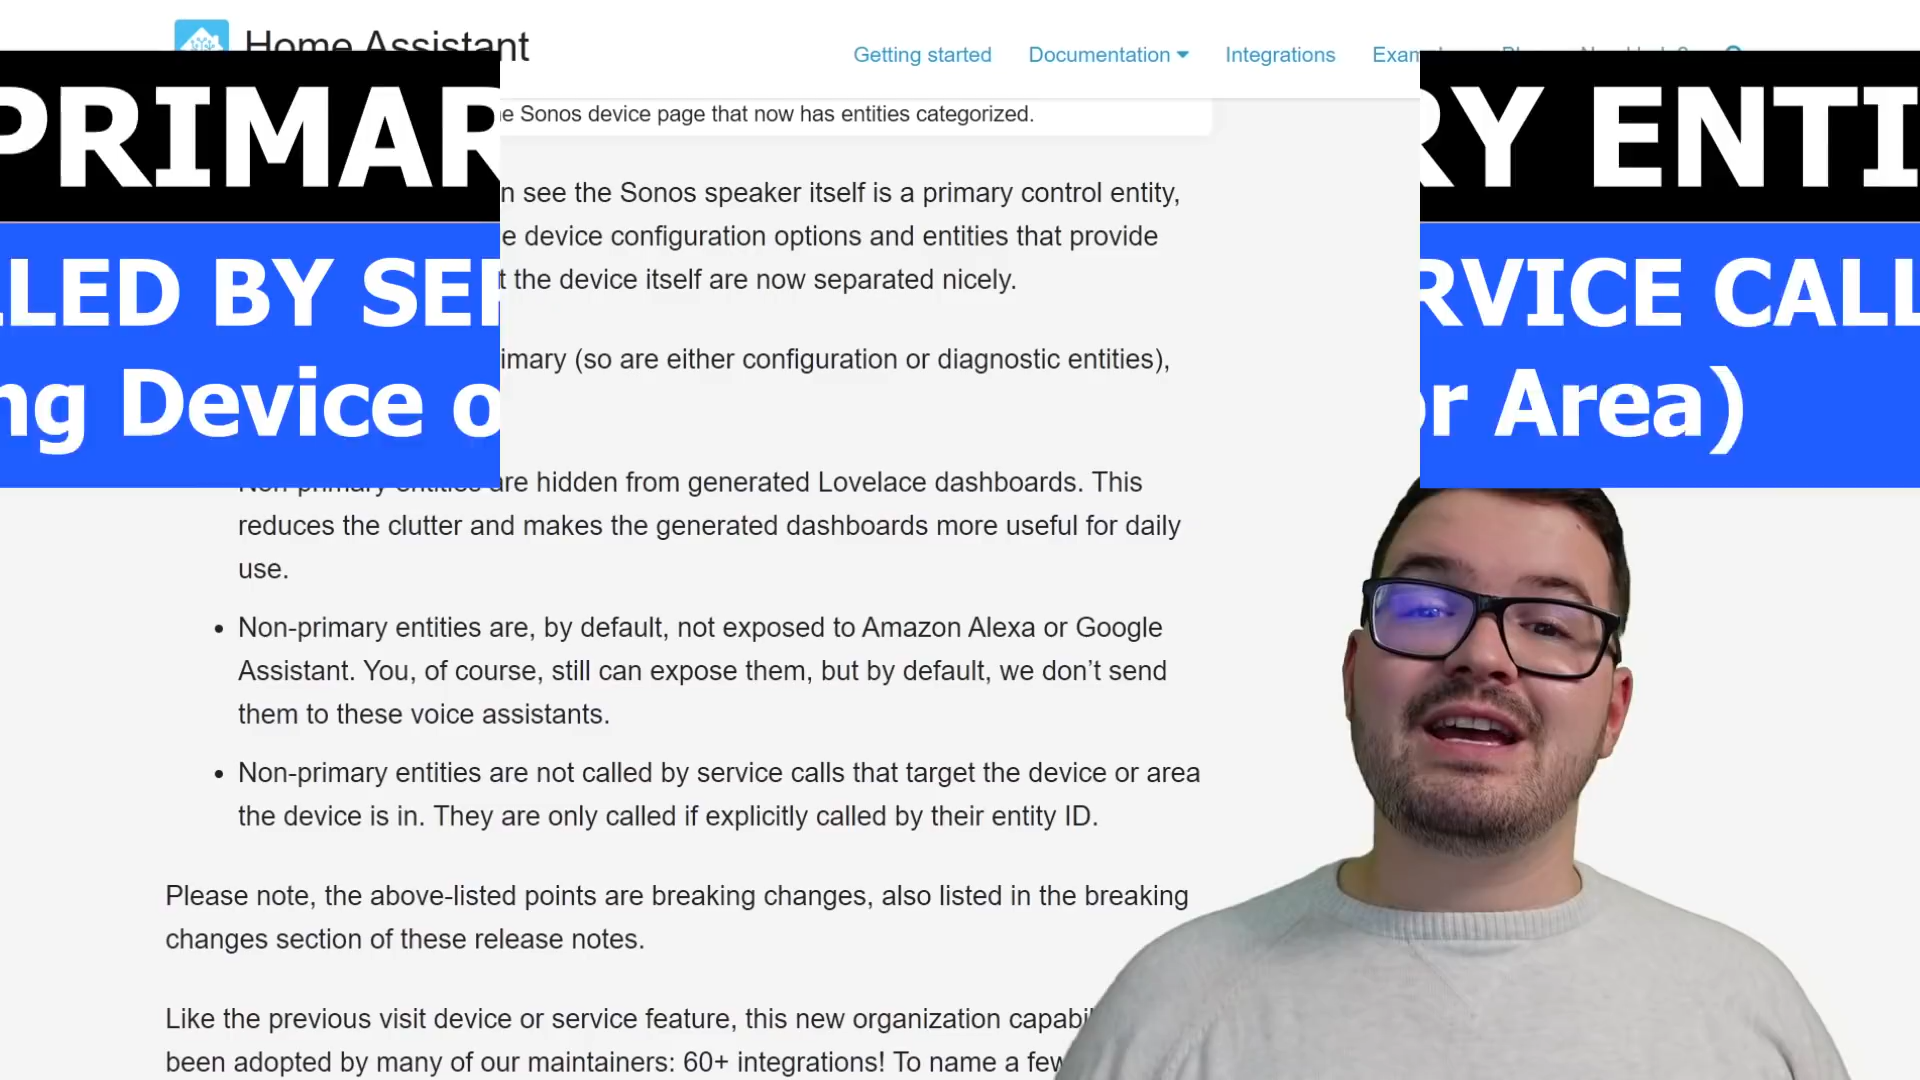 Home Assistant
Getting started Documentation Integrations Exam
PRIMAR
RY ENTI
LLED BY SER
RVICE CALL
ng Device o
or Area)
e Sonos device page that now has entities categorized.
n see the Sonos speaker itself is a primary control entity,
e device configuration options and entities that provide
t the device itself are now separated nicely.
imary (so are either configuration or diagnostic entities),
Non-primary entities are hidden from generated Lovelace dashboards. This
reduces the clutter and makes the generated dashboards more useful for daily
use.
• Non-primary entities are, by default, not exposed to Amazon Alexa or Google
Assistant. You, of course, still can expose them, but by default, we don’t send
them to these voice assistants.
• Non-primary entities are not called by service calls that target the device or area
the device is in. They are only called if explicitly called by their entity ID.
Please note, the above-listed points are breaking changes, also listed in the breaking
changes section of these release notes.
Like the previous visit device or service feature, this new organization capabi
been adopted by many of our maintainers: 60+ integrations! To name a few